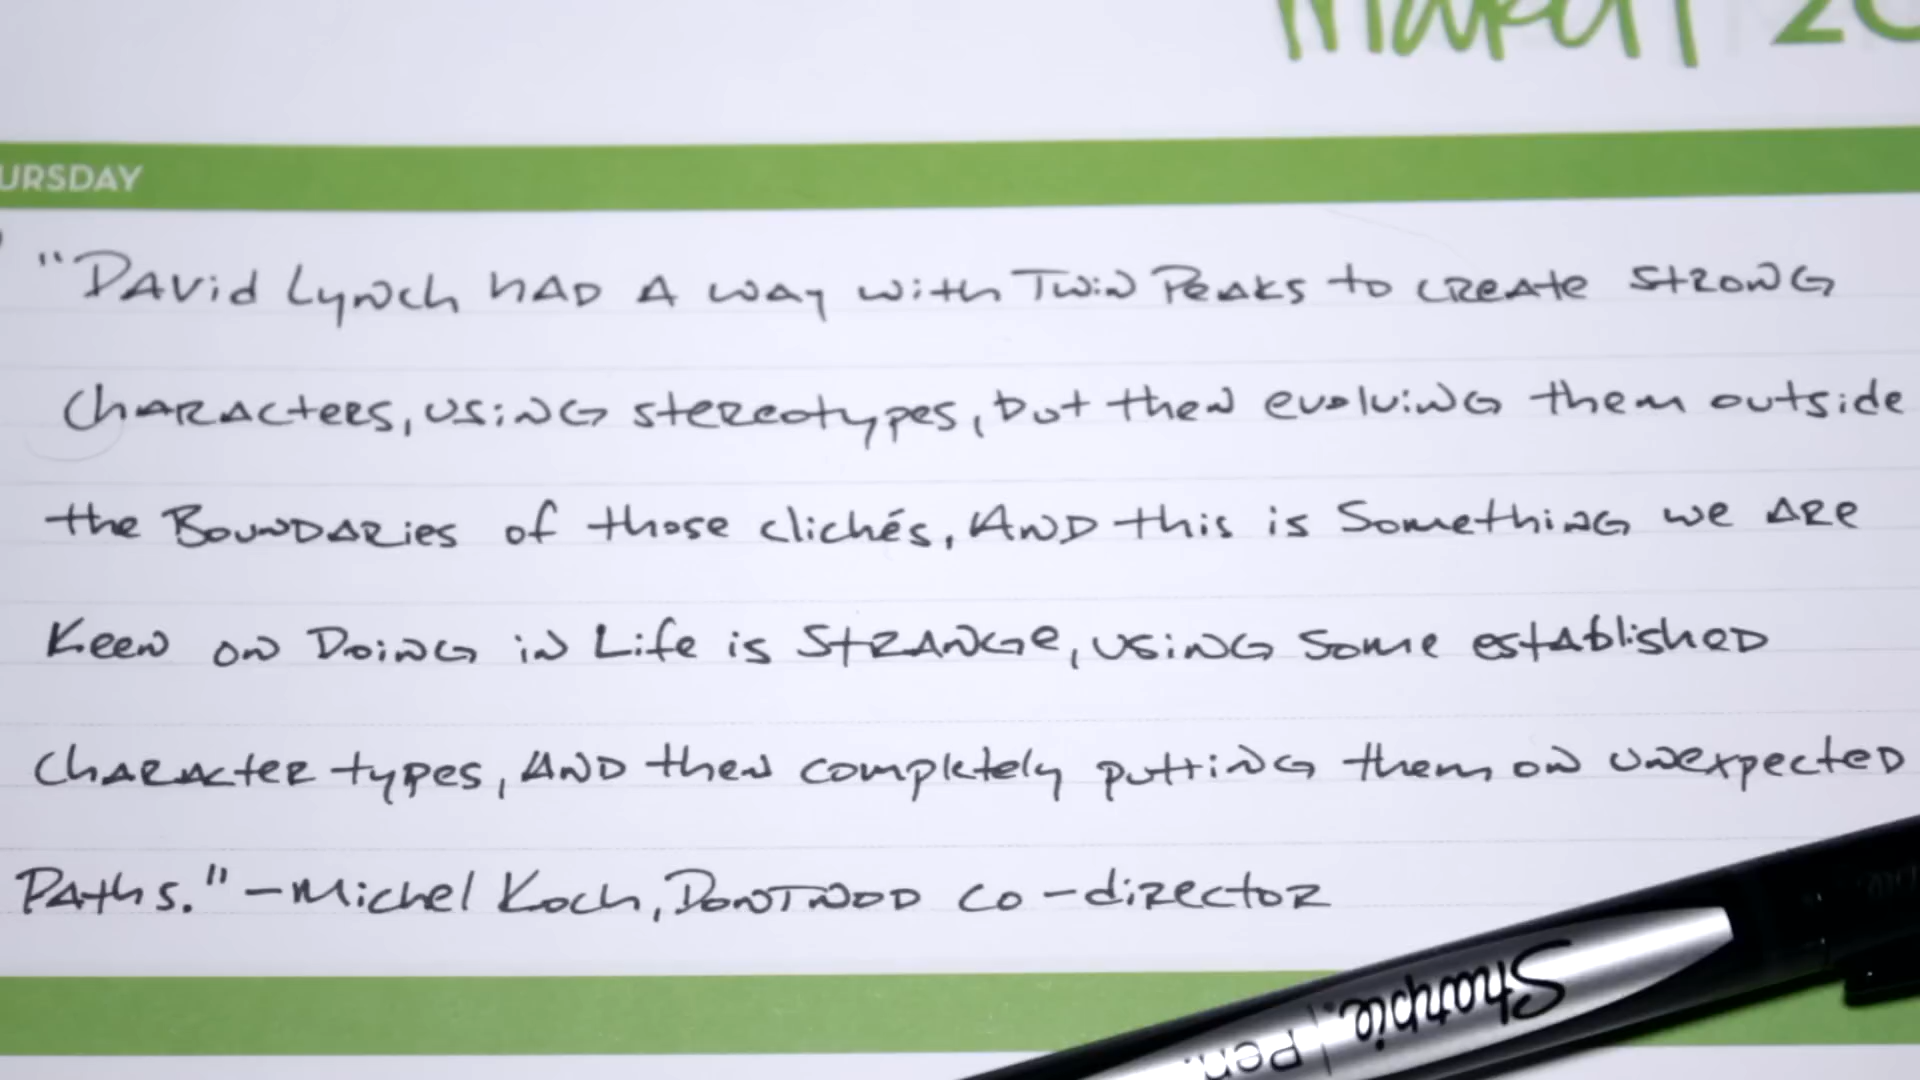 URSDAY
"David Lynch had a way with Twin Peaks to create strong
characters, using stereotypes, but then evolving them outside
the boundaries of those clichés, and this is something we are
keen on doing in Life is Strange, using some established
character types, and then completely putting them on unexpected
paths." - Michel Koch, DONTNOD co-director
Sharpie.
Pen.